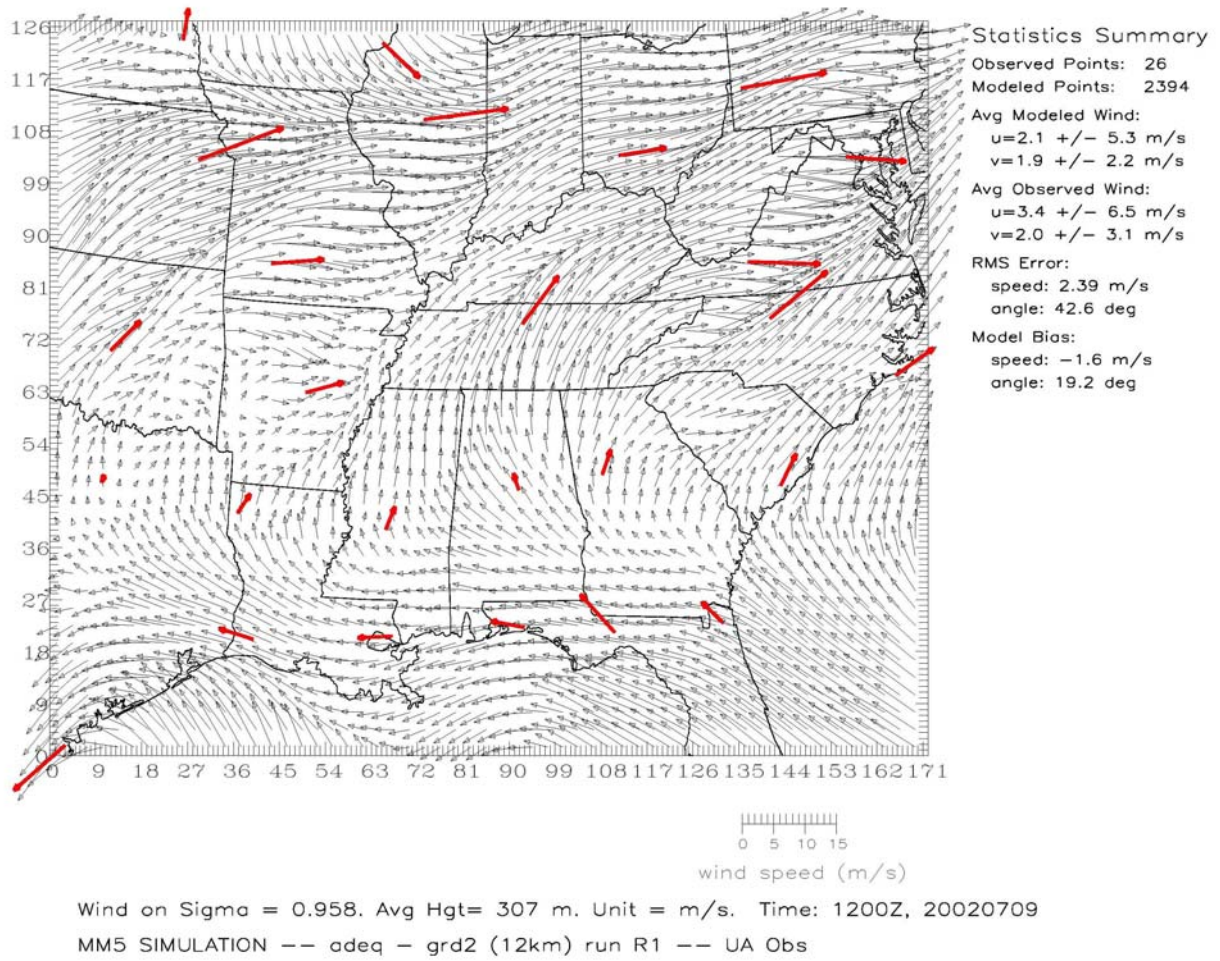 126
117
108
99
90
81
72
63
54
45
36
27
18
9
0
0 9 18 27 36 45 54 63 72 81 90 99 108 117 126 135 144 153 162 171
Statistics Summary
Observed Points: 26
Modeled Points: 2394
Avg Modeled Wind:
u=2.1 +/- 5.3 m/s
v=1.9 +/- 2.2 m/s
Avg Observed Wind:
u=3.4 +/- 6.5 m/s
v=2.0 +/- 3.1 m/s
RMS Error:
speed: 2.39 m/s
angle: 42.6 deg
Model Bias:
speed: -1.6 m/s
angle: 19.2 deg
0 5 10 15
wind speed (m/s)
Wind on Sigma = 0.958. Avg Hgt= 307 m. Unit = m/s. Time: 1200Z, 20020709
MM5 SIMULATION -- adeq - grd2 (12km) run R1 -- UA Obs